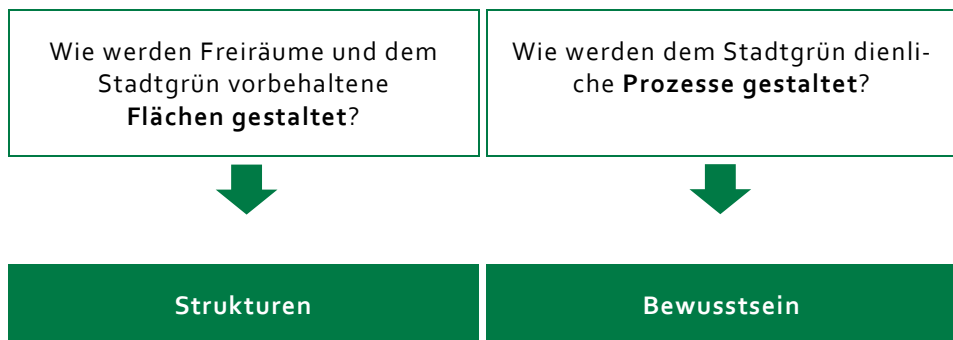 Wie werden Freiräume und dem
Stadtgrün vorbehaltene
Flächen gestaltet?
Wie werden dem Stadtgrün dienli-
che Prozesse gestaltet?
Strukturen
Bewusstsein